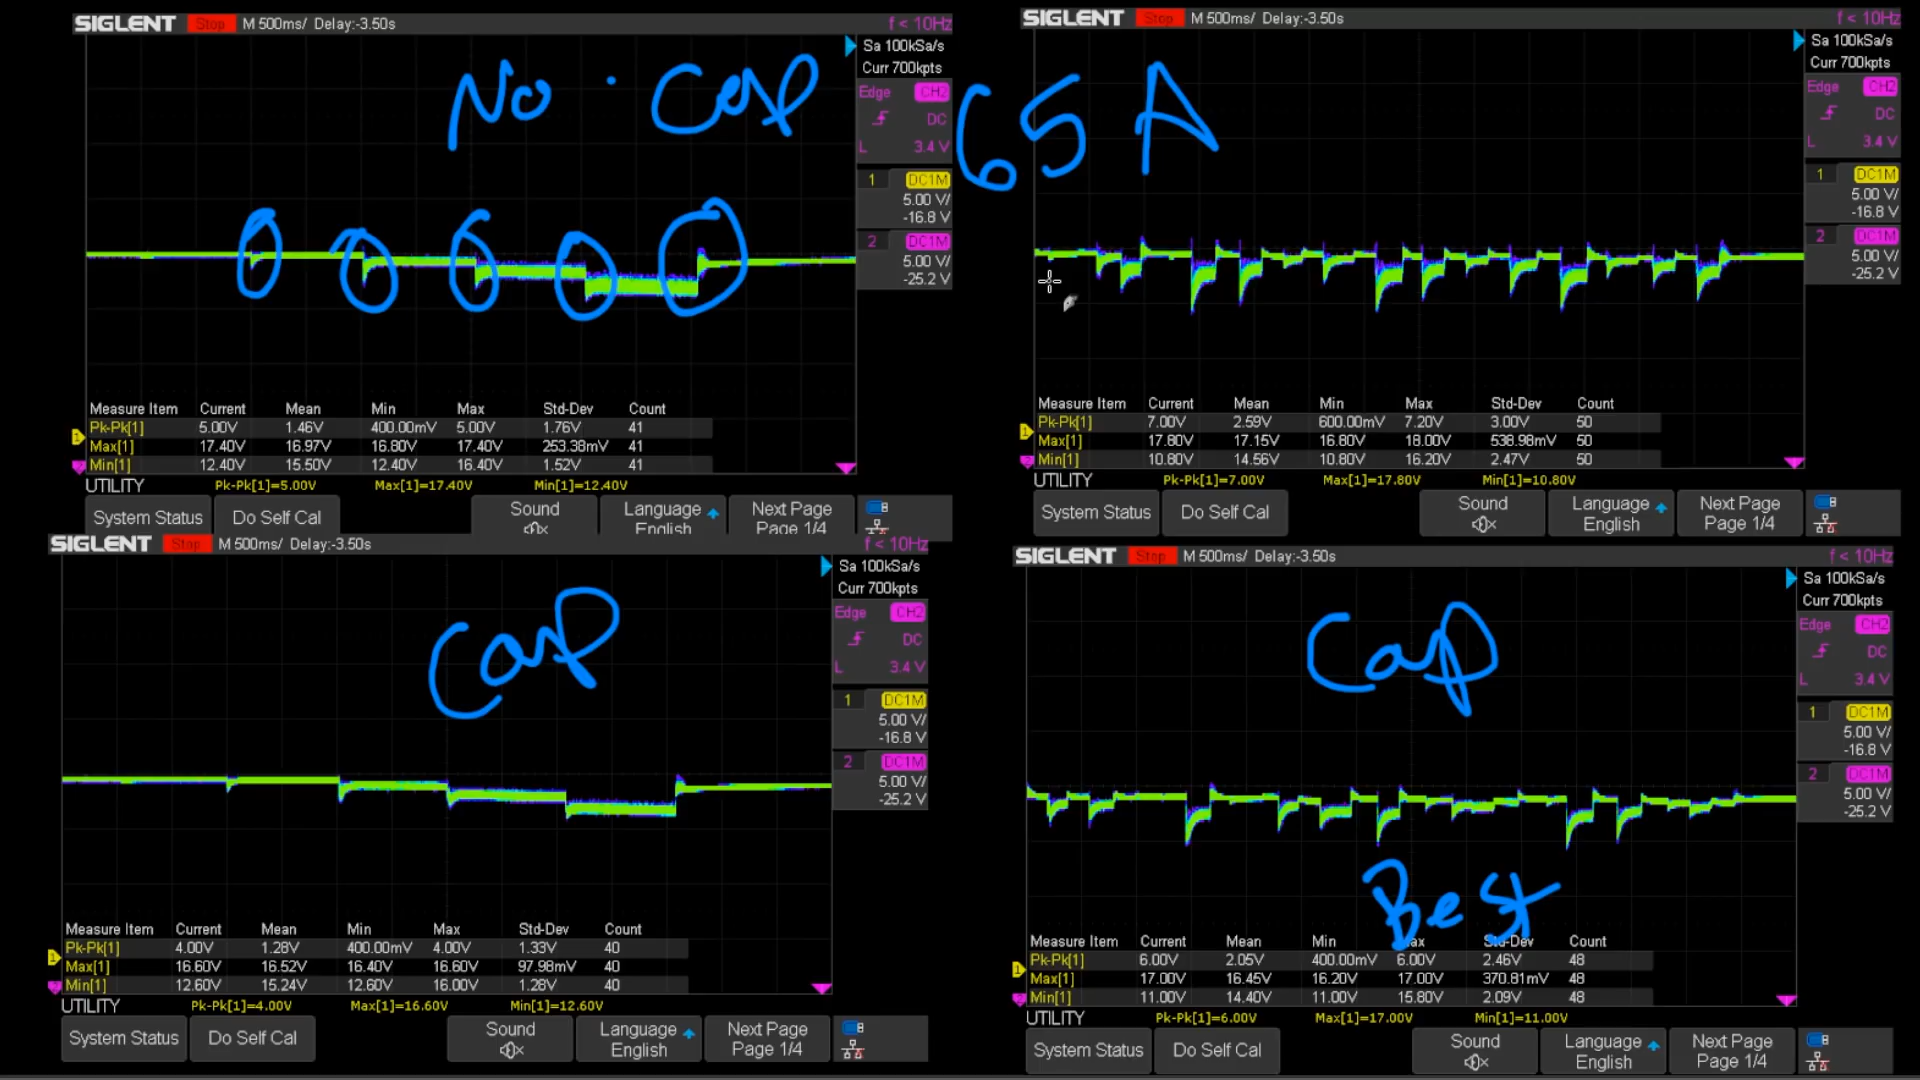 SIGLENT Stop M 500ms/ Delay:-3.50s f < 10Hz
Sa 100kSa/s
Curr 700kpts
Edge CH2
DC
L 3.4 V
1 DC1M
5.00 V/
-16.8 V
2 DC1M
5.00 V/
-25.2 V
No Cap
Measure Item Current Mean Min Max Std-Dev Count
Pk-Pk[1] 5.00V 1.46V 400.00mV 5.00V 1.76V 41
Max[1] 17.40V 16.97V 16.80V 17.40V 253.38mV 41
Min[1] 12.40V 15.50V 12.40V 16.40V 1.52V 41
UTILITY Pk-Pk[1]=5.00V Max[1]=17.40V Min[1]=12.40V
System Status Do Self Cal Sound Language English Next Page Page 1/4
65A
SIGLENT Stop M 500ms/ Delay:-3.50s f < 10Hz
Sa 100kSa/s
Curr 700kpts
Edge CH2
DC
L 3.4 V
1 DC1M
5.00 V/
-16.8 V
2 DC1M
5.00 V/
-25.2 V
Measure Item Current Mean Min Max Std-Dev Count
Pk-Pk[1] 7.00V 2.59V 600.00mV 7.20V 3.00V 50
Max[1] 17.80V 17.15V 16.80V 18.00V 538.98mV 50
Min[1] 10.80V 14.56V 10.80V 16.20V 2.47V 50
UTILITY Pk-Pk[1]=7.00V Max[1]=17.80V Min[1]=10.80V
System Status Do Self Cal Sound Language English Next Page Page 1/4
SIGLENT Stop M 500ms/ Delay:-3.50s f < 10Hz
Sa 100kSa/s
Curr 700kpts
Edge CH2
DC
L 3.4 V
1 DC1M
5.00 V/
-16.8 V
2 DC1M
5.00 V/
-25.2 V
Cap
Measure Item Current Mean Min Max Std-Dev Count
Pk-Pk[1] 4.00V 1.28V 400.00mV 4.00V 1.33V 40
Max[1] 16.60V 16.52V 16.40V 16.60V 97.98mV 40
Min[1] 12.60V 15.24V 12.60V 16.00V 1.28V 40
UTILITY Pk-Pk[1]=4.00V Max[1]=16.60V Min[1]=12.60V
System Status Do Self Cal Sound Language English Next Page Page 1/4
SIGLENT Stop M 500ms/ Delay:-3.50s f < 10Hz
Sa 100kSa/s
Curr 700kpts
Edge CH2
DC
L 3.4 V
1 DC1M
5.00 V/
-16.8 V
2 DC1M
5.00 V/
-25.2 V
Cap
Best
Measure Item Current Mean Min Max Std-Dev Count
Pk-Pk[1] 6.00V 2.05V 400.00mV 6.00V 2.46V 48
Max[1] 17.00V 16.45V 16.20V 17.00V 370.81mV 48
Min[1] 11.00V 14.40V 11.00V 15.80V 2.09V 48
UTILITY Pk-Pk[1]=6.00V Max[1]=17.00V Min[1]=11.00V
System Status Do Self Cal Sound Language English Next Page Page 1/4